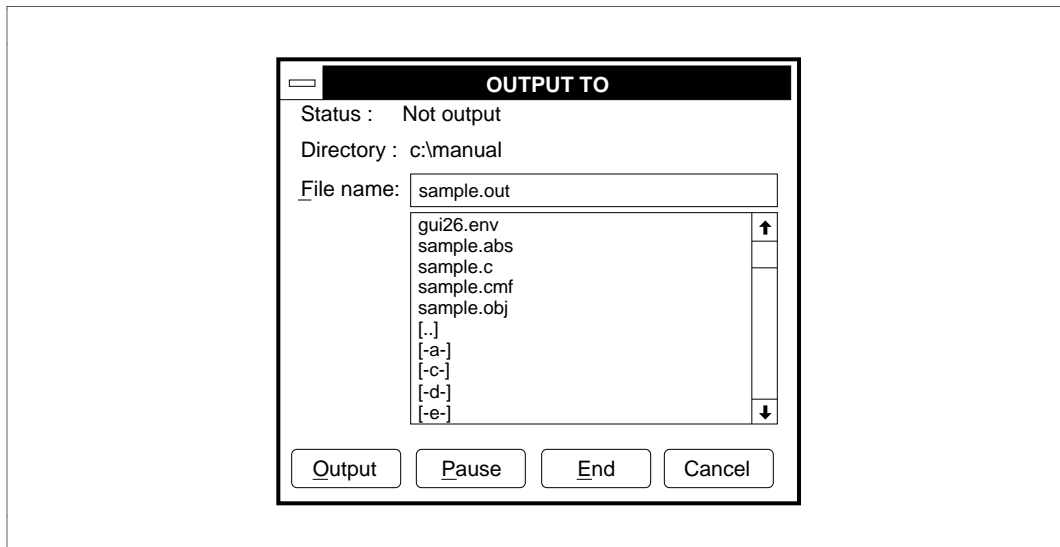 OUTPUT TO
Status : Not output
Directory : c:\manual
File name: sample.out
gui26.env
sample.abs
sample.c
sample.cmf
sample.obj
[..]
[-a-]
[-c-]
[-d-]
[-e-]
Output Pause End Cancel